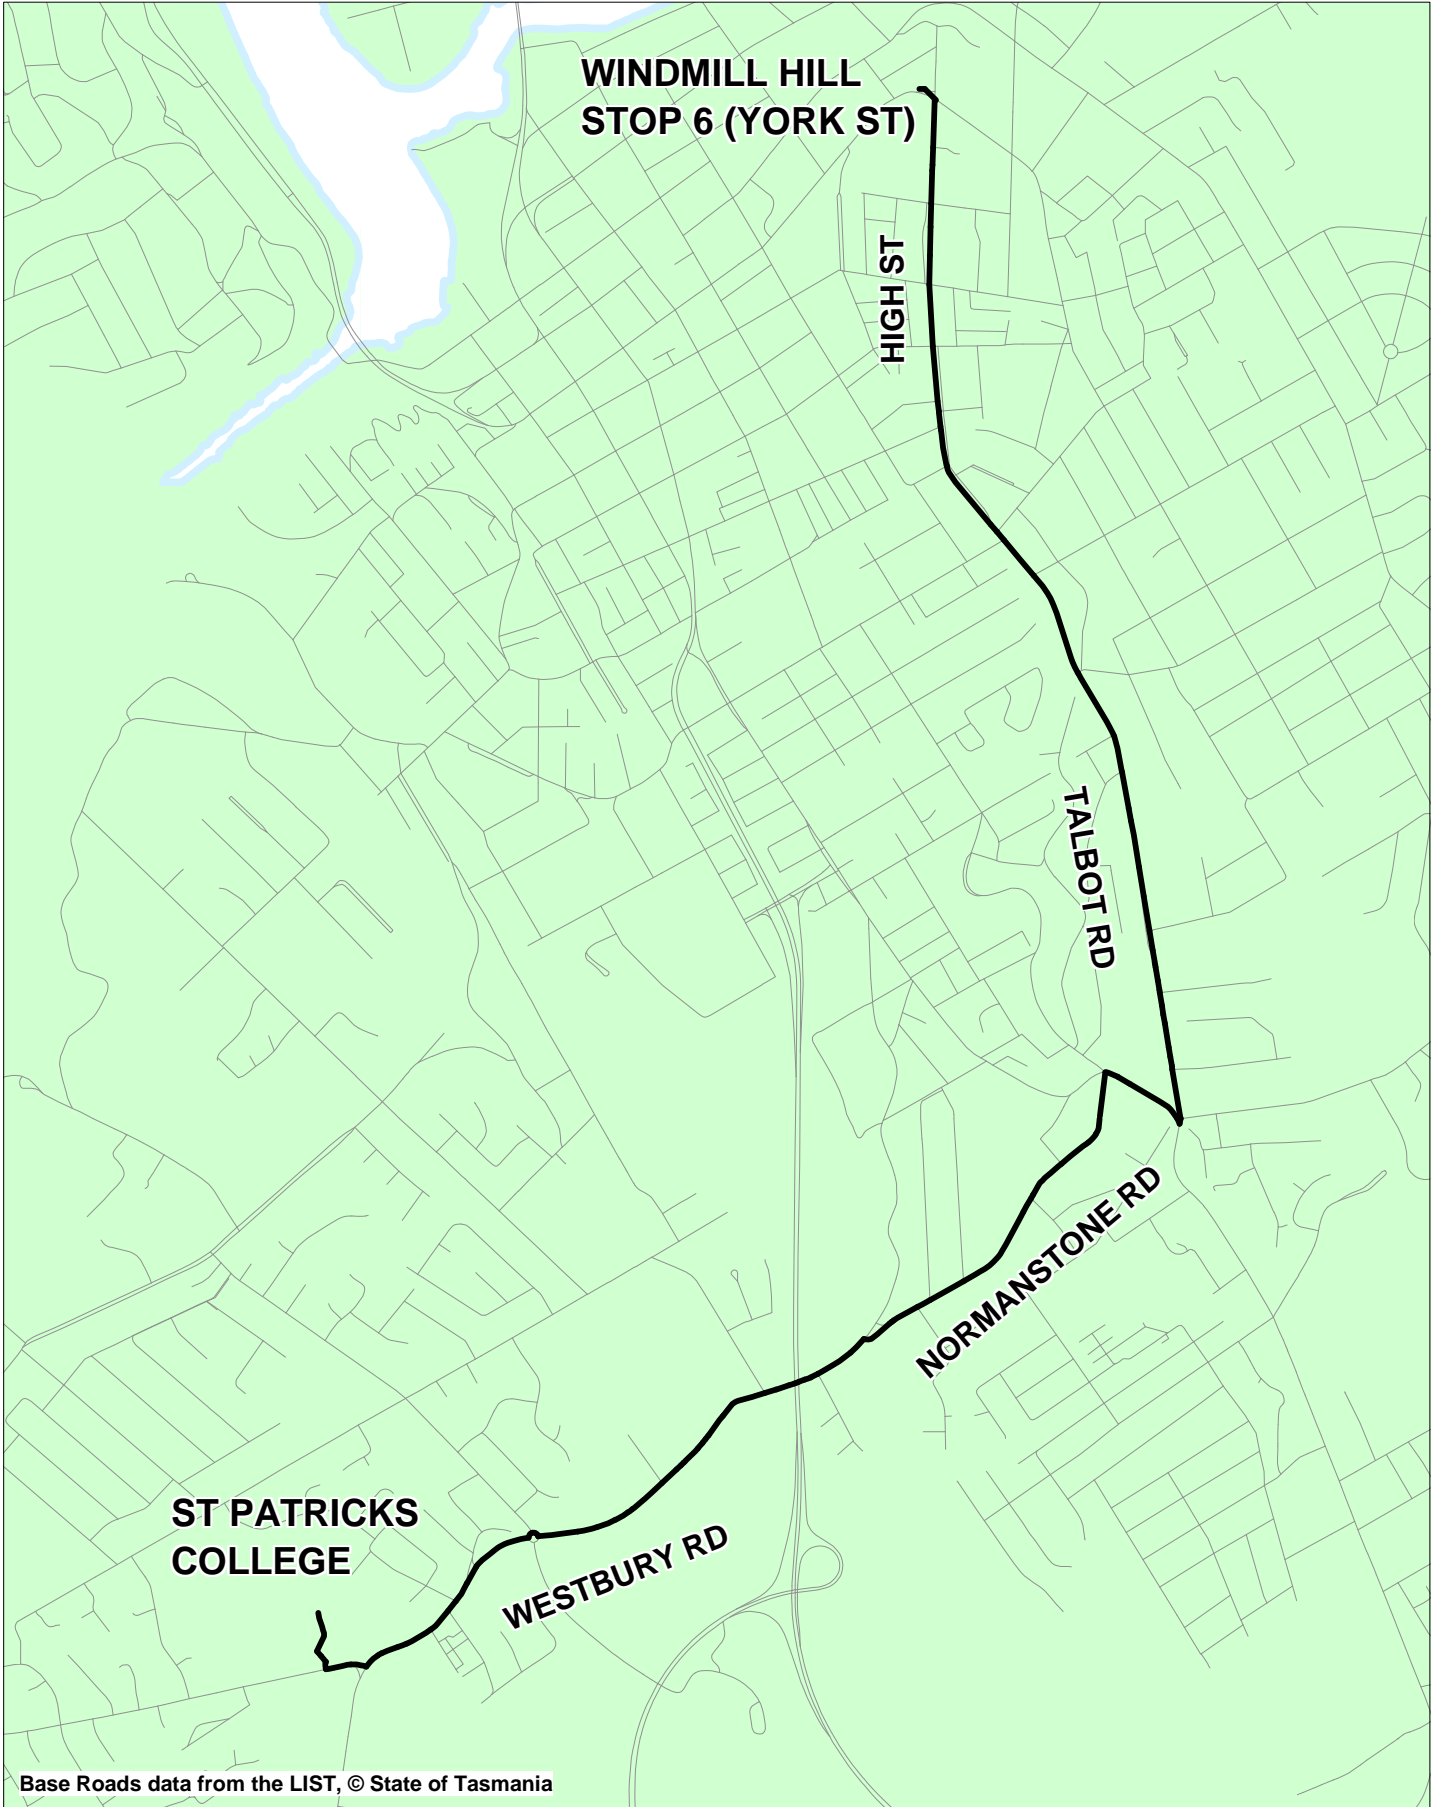 WINDMILL HILL
STOP 6 (YORK ST)
HIGH ST
TALBOT RD
NORMANSTONE RD
WESTBURY RD
ST PATRICKS
COLLEGE
Base Roads data from the LIST, © State of Tasmania